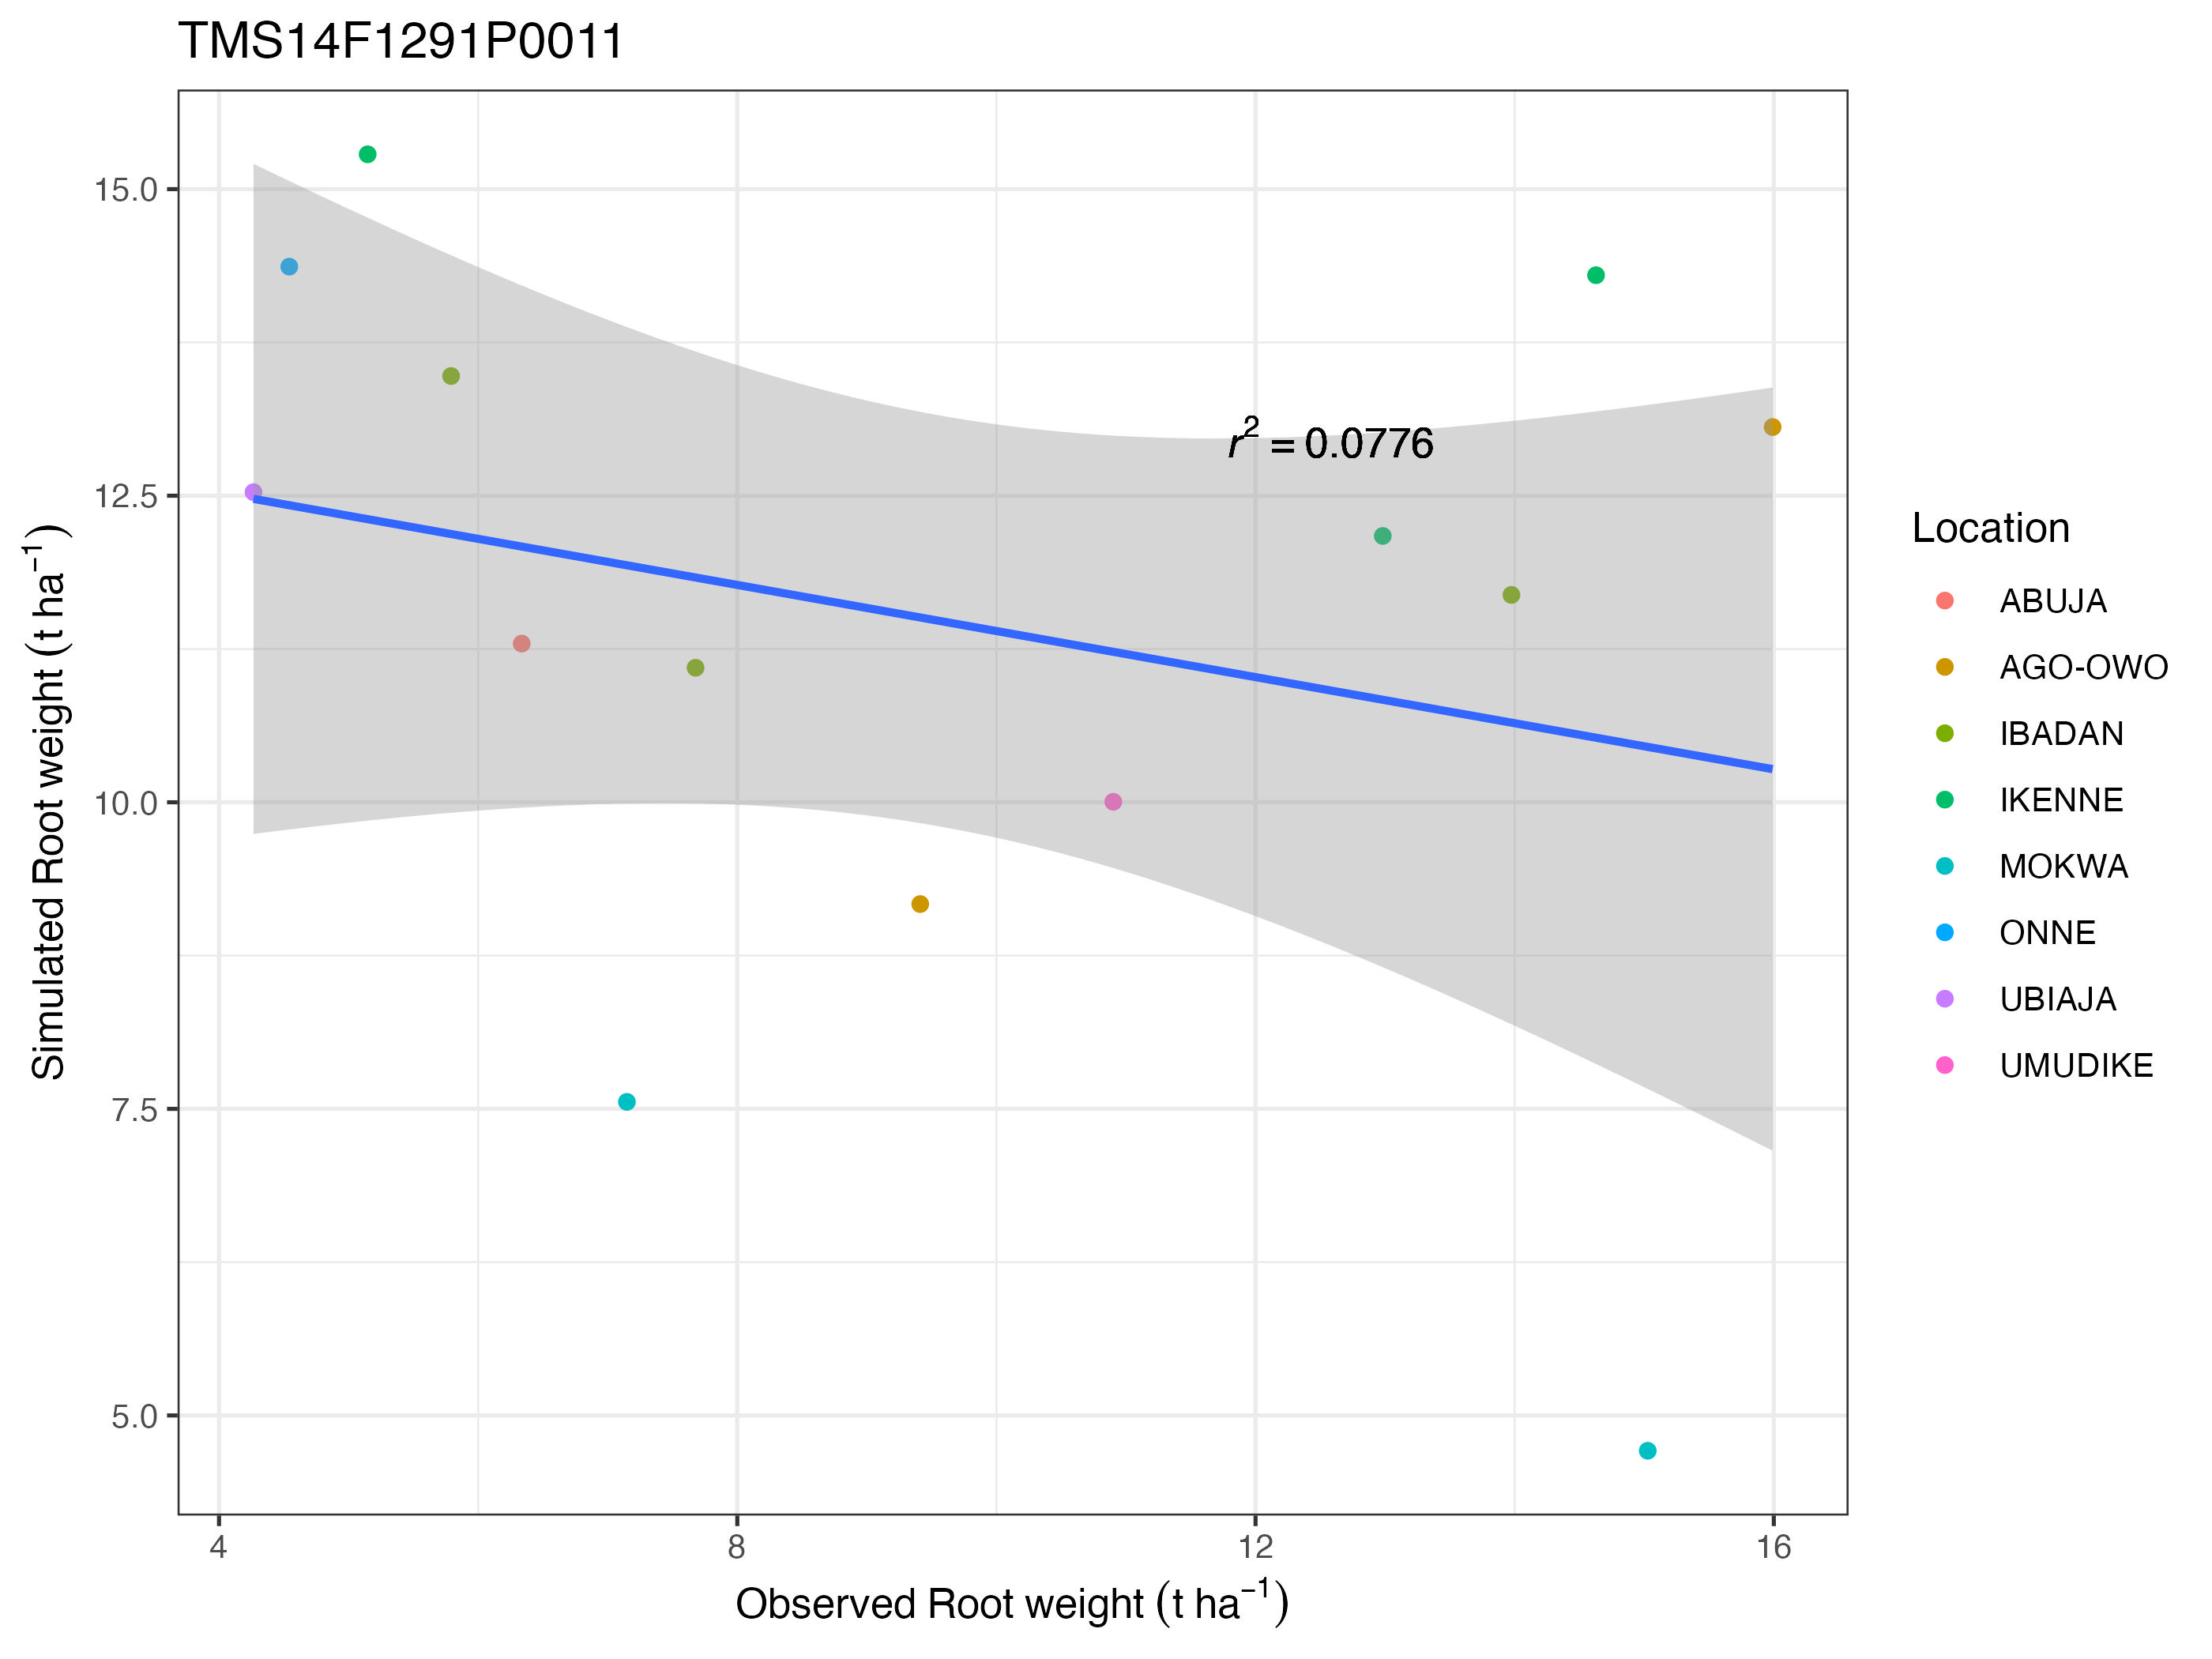 TMS14F1291P0011
Simulated Root weight (t ha⁻¹)
15.0
12.5
10.0
7.5
5.0
r² = 0.0776
4 8 12 16
Observed Root weight (t ha⁻¹)
Location
ABUJA
AGO-OWO
IBADAN
IKENNE
MOKWA
ONNE
UBIAJA
UMUDIKE